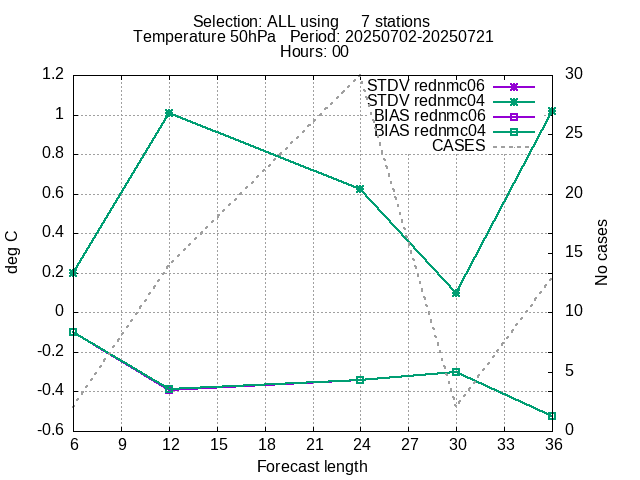 Selection: ALL using 7 stations
Temperature 50hPa Period: 20250702-20250721
Hours: 00
1.2
1
0.8
0.6
0.4
0.2
0
-0.2
-0.4
-0.6
deg C
STDV rednmc06
STDV rednmc04
BIAS rednmc06
BIAS rednmc04
CASES
30
25
20
15
10
5
0
No cases
6 9 12 15 18 21 24 27 30 33 36
Forecast length